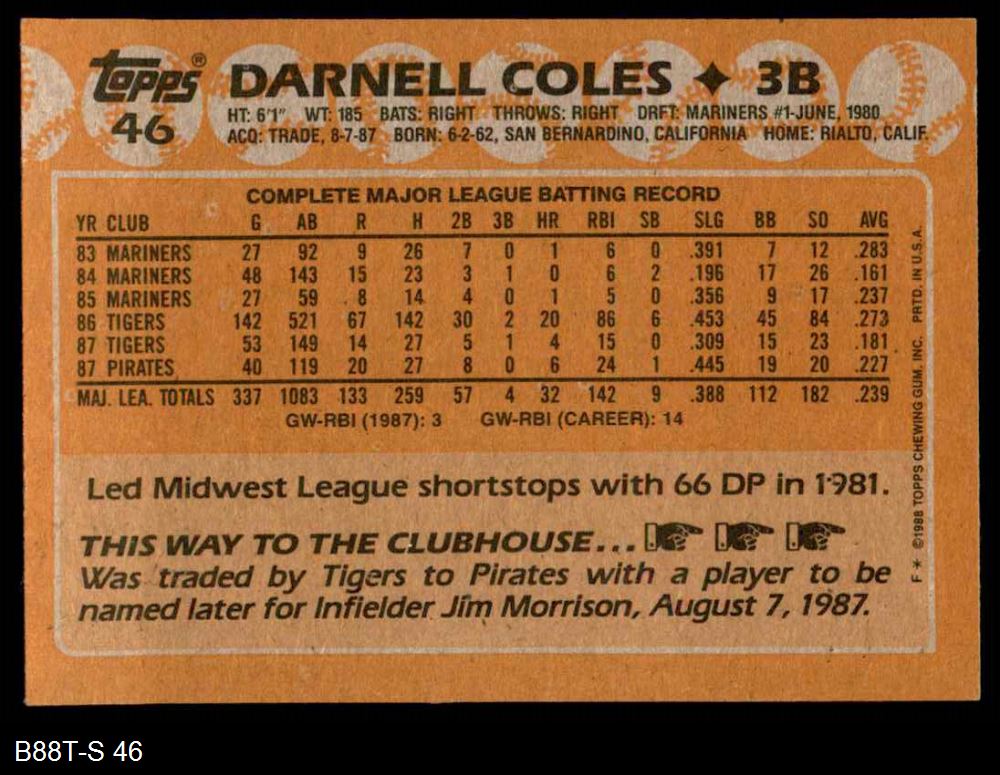 topps® DARNELL COLES ✦ 3B
46
HT: 6'1" WT: 185 BATS: RIGHT THROWS: RIGHT DRFT: MARINERS #1-JUNE, 1980
ACQ: TRADE, 8-7-87 BORN: 6-2-62, SAN BERNARDINO, CALIFORNIA HOME: RIALTO, CALIF.
COMPLETE MAJOR LEAGUE BATTING RECORD
YR CLUB G AB R H 2B 3B HR RBI SB SLG BB SO AVG
83 MARINERS 27 92 9 26 7 0 1 6 0 .391 7 12 .283
84 MARINERS 48 143 15 23 3 1 0 6 2 .196 17 26 .161
85 MARINERS 27 59 8 14 4 0 1 5 0 .356 9 17 .237
86 TIGERS 142 521 67 142 30 2 20 86 6 .453 45 84 .273
87 TIGERS 53 149 14 27 5 1 4 15 0 .309 15 23 .181
87 PIRATES 40 119 20 27 8 0 6 24 1 .445 19 20 .227
MAJ. LEA. TOTALS 337 1083 133 259 57 4 32 142 9 .388 112 182 .239
GW-RBI (1987): 3 GW-RBI (CAREER): 14
Led Midwest League shortstops with 66 DP in 1981.
THIS WAY TO THE CLUBHOUSE...
Was traded by Tigers to Pirates with a player to be
named later for Infielder Jim Morrison, August 7, 1987.
F* ©1988 TOPPS CHEWING GUM, INC. PRTD. IN U.S.A.
B88T-S 46